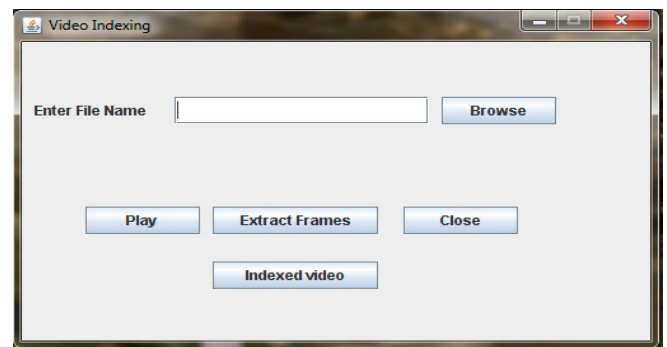 Video Indexing
Enter File Name Browse
Play Extract Frames Close
Indexed video